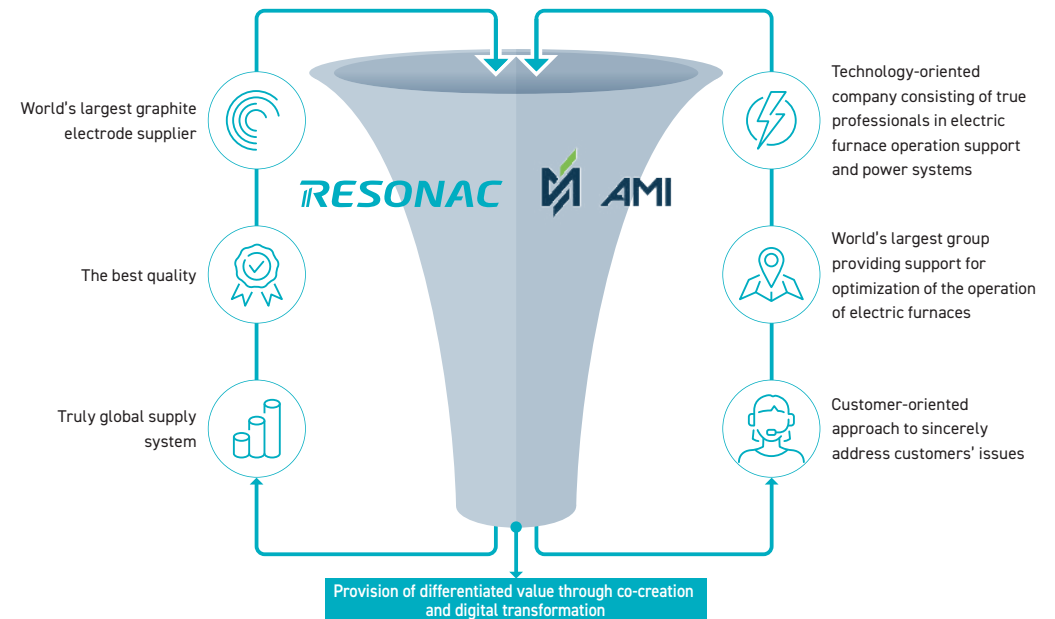 World’s largest graphite
electrode supplier
The best quality
Truly global supply
system
RESONAC
AMI
Technology-oriented
company consisting of true
professionals in electric
furnace operation support
and power systems
World’s largest group
providing support for
optimization of the operation
of electric furnaces
Customer-oriented
approach to sincerely
address customers’ issues
Provision of differentiated value through co-creation
and digital transformation